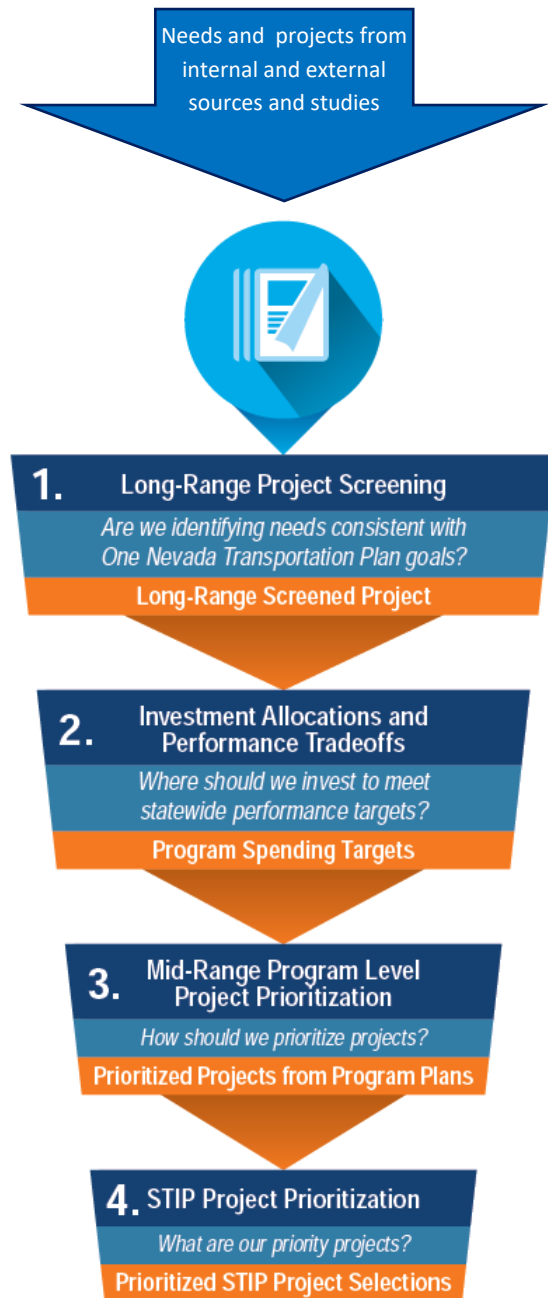 Needs and projects from
internal and external
sources and studies
1. Long-Range Project Screening
Are we identifying needs consistent with
One Nevada Transportation Plan goals?
Long-Range Screened Project
2. Investment Allocations and
Performance Tradeoffs
Where should we invest to meet
statewide performance targets?
Program Spending Targets
3. Mid-Range Program Level
Project Prioritization
How should we prioritize projects?
Prioritized Projects from Program Plans
4. STIP Project Prioritization
What are our priority projects?
Prioritized STIP Project Selections